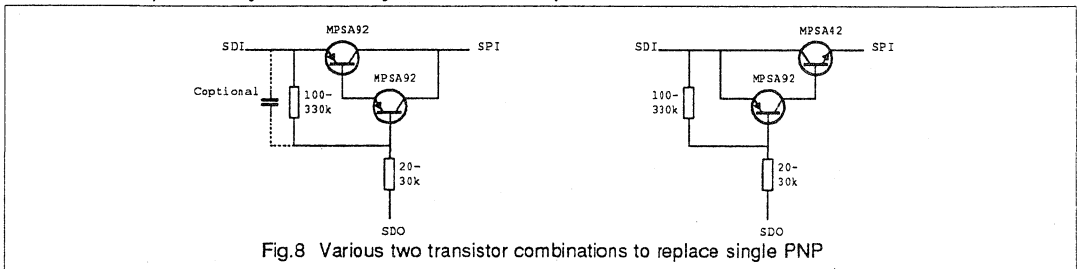 MPSA92
SDI
SPI
MPSA92
Coptional
100-
330k
20-
30k
SDO
MPSA42
SDI
SPI
MPSA92
100-
330k
20-
30k
SDO
Fig.8 Various two transistor combinations to replace single PNP